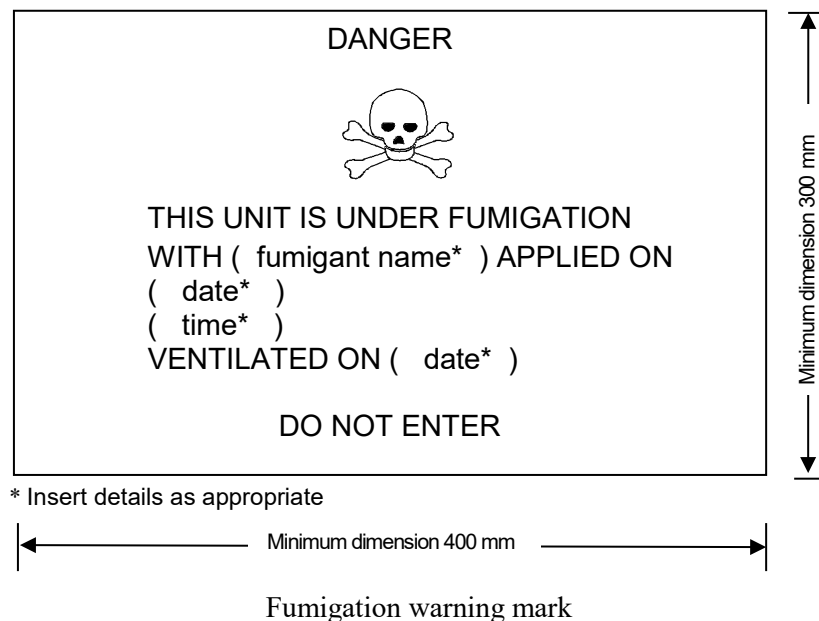 DANGER
THIS UNIT IS UNDER FUMIGATION
WITH ( fumigant name* ) APPLIED ON
( date* )
( time* )
VENTILATED ON ( date* )
DO NOT ENTER
Minimum dimension 300 mm
* Insert details as appropriate
Minimum dimension 400 mm
Fumigation warning mark